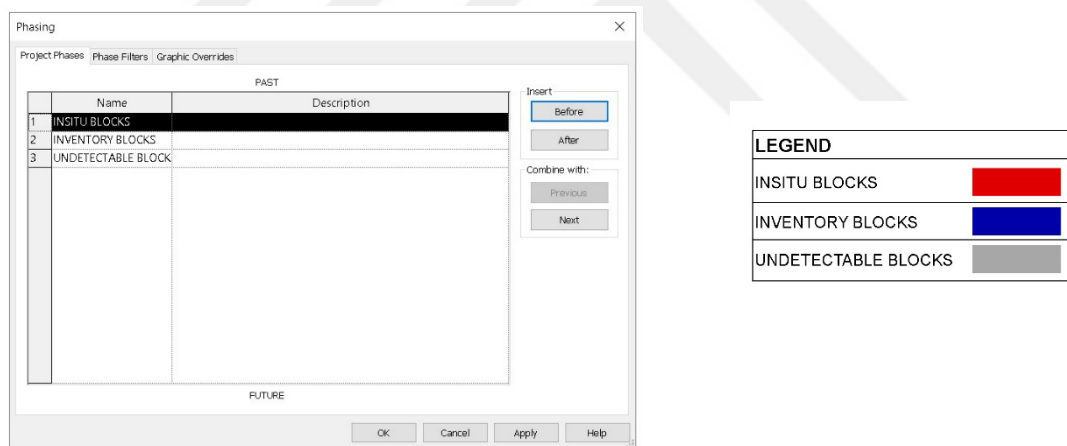 Phasing
Project Phases Phase Filters Graphic Overrides
PAST
Name Description
1 INSITU BLOCKS
2 INVENTORY BLOCKS
3 UNDETECTABLE BLOCK
FUTURE
Insert
Before
After
Combine with:
Previous
Next
OK Cancel Apply Help
LEGEND
INSITU BLOCKS
INVENTORY BLOCKS
UNDETECTABLE BLOCKS